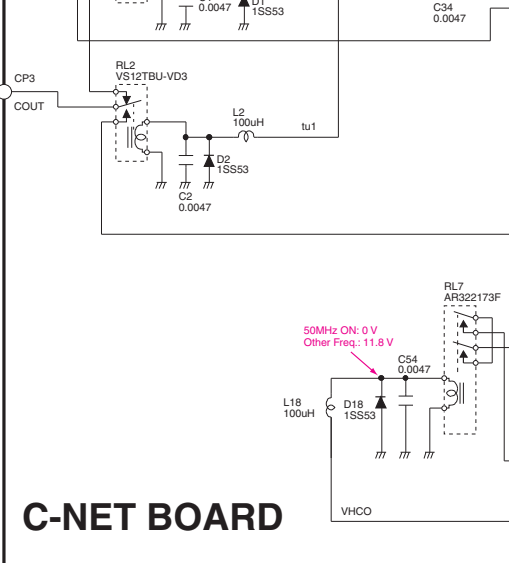 0.0047
D1
1SS53
C34
0.0047
RL2
VS12TBU-VD3
CP3
COUT
L2
100uH
tu1
D2
1SS53
C2
0.0047
RL7
AR322173F
50MHz ON: 0 V
Other Freq.: 11.8 V
C54
0.0047
L18
100uH
D18
1SS53
VHCO
C-NET BOARD